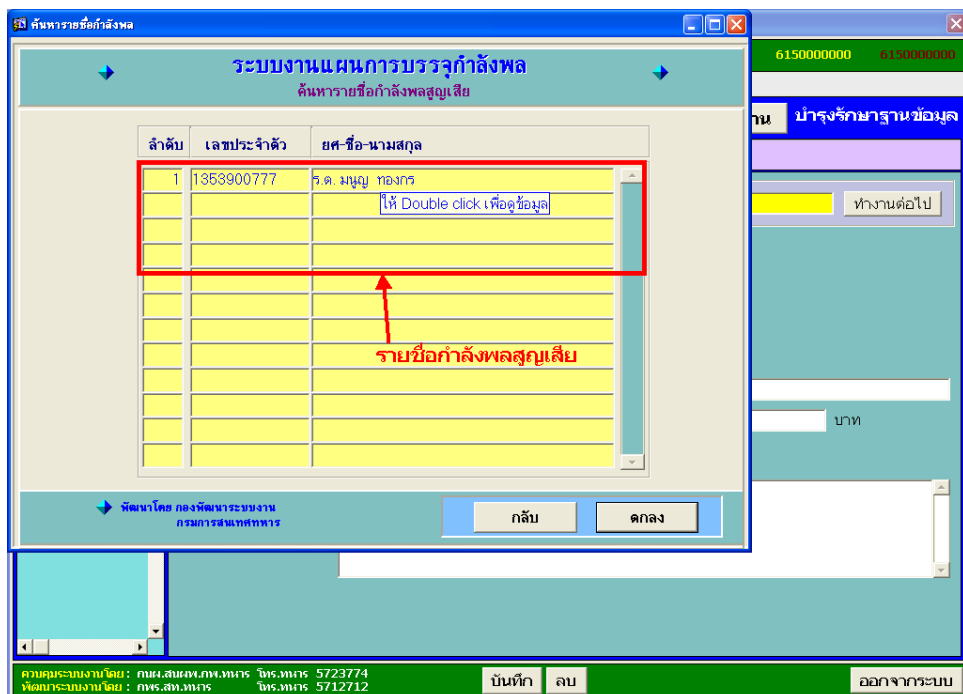 ค้นหารายชื่อกำลังพล
ระบบงานแผนการบรรจุกำลังพล
ค้นหารายชื่อกำลังพลสูญเสีย
6150000000 6150000000
าน บำรุงรักษาฐานข้อมูล
ลำดับ เลขประจำตัว ยศ-ชื่อ-นามสกุล
1 1353900777 ร.ต. มนูญ ทองกร
ให้ Double click เพื่อดูข้อมูล
ทำงานต่อไป
รายชื่อกำลังพลสูญเสีย
บาท
พัฒนาโดย กองพัฒนาระบบงาน
กรมการสนเทศทหาร
กลับ ตกลง
ควบคุมระบบงานโดย : กนผ.สนผพ.กพ.ทหาร โทร.ทหาร 5723774
พัฒนาระบบงานโดย : กพร.สท.ทหาร โทร.ทหาร 5712712
บันทึก ลบ ออกจากระบบ